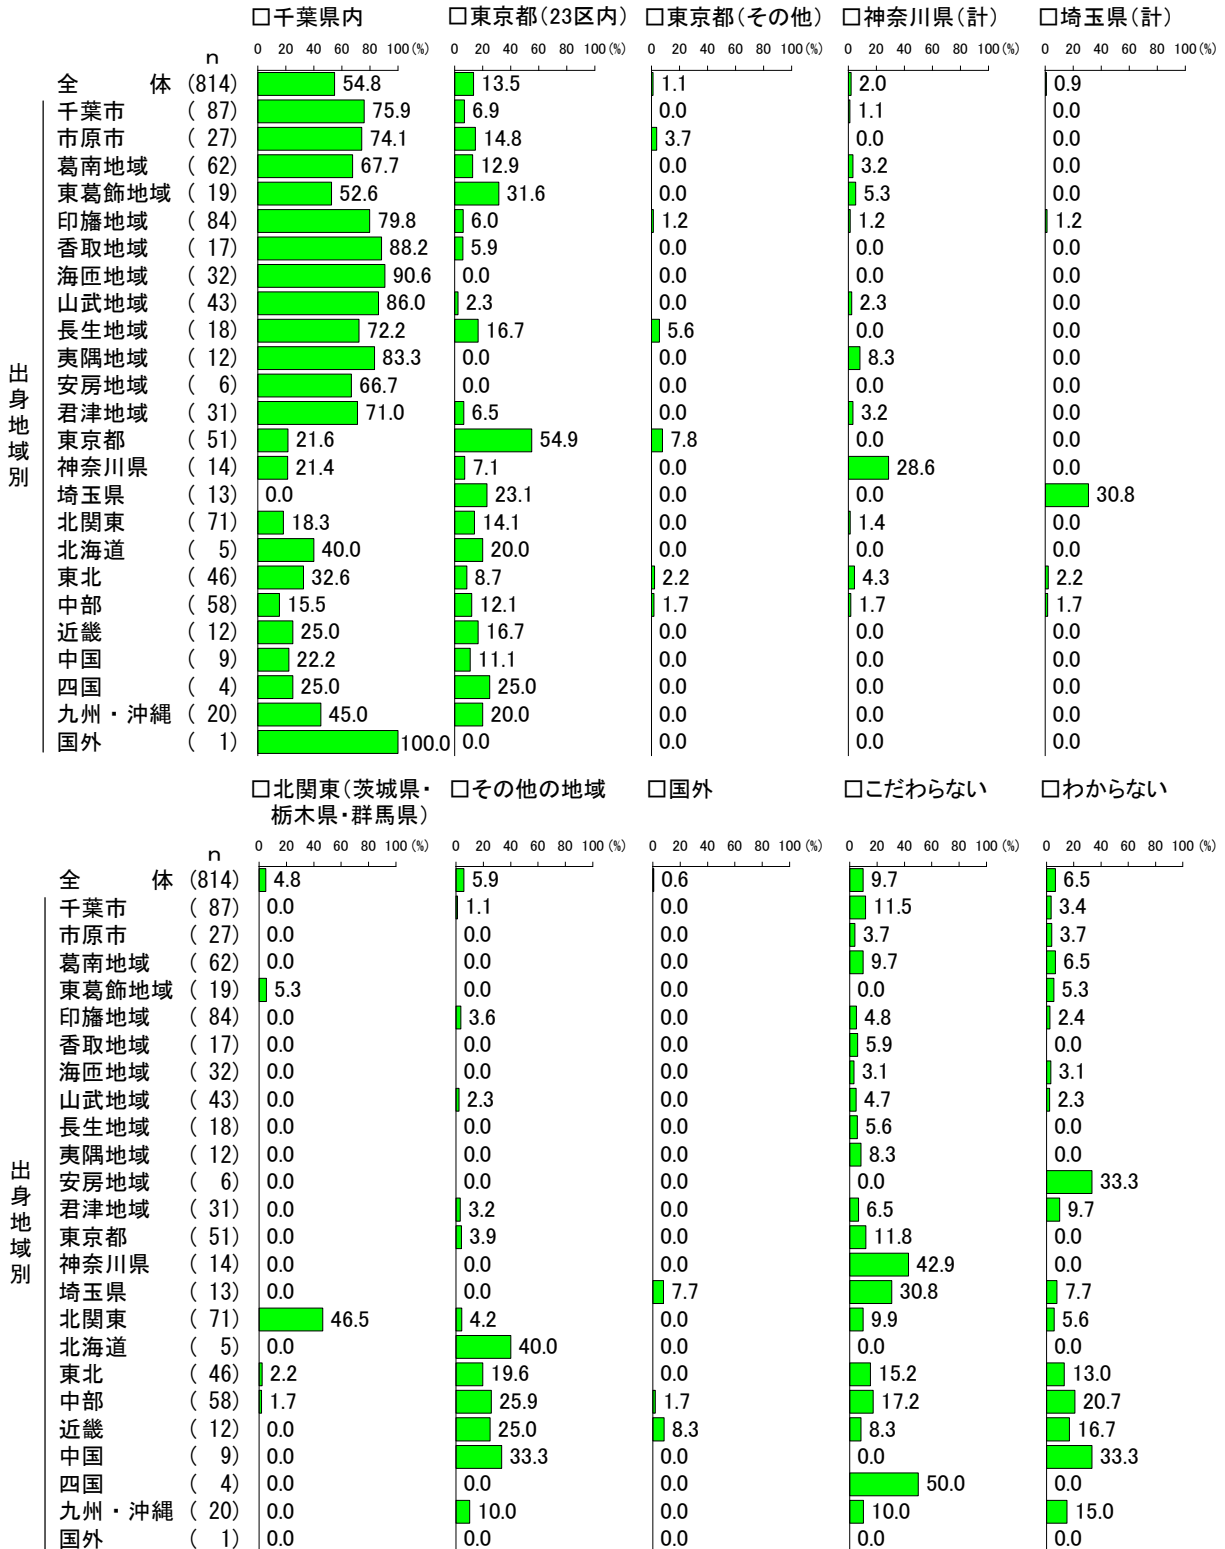 □千葉県内 □東京都(23区内) □東京都(その他) □神奈川県(計) □埼玉県(計)
n 0 20 40 60 80 100(%) 0 20 40 60 80 100(%) 0 20 40 60 80 100(%) 0 20 40 60 80 100(%) 0 20 40 60 80 100(%)
全 体 (814) 54.8 13.5 1.1 2.0 0.9
出身地域別
千葉市 ( 87) 75.9 6.9 0.0 1.1 0.0
市原市 ( 27) 74.1 14.8 3.7 0.0 0.0
葛南地域 ( 62) 67.7 12.9 0.0 3.2 0.0
東葛飾地域 ( 19) 52.6 31.6 0.0 5.3 0.0
印旛地域 ( 84) 79.8 6.0 1.2 1.2 1.2
香取地域 ( 17) 88.2 5.9 0.0 0.0 0.0
海匝地域 ( 32) 90.6 0.0 0.0 0.0 0.0
山武地域 ( 43) 86.0 2.3 0.0 2.3 0.0
長生地域 ( 18) 72.2 16.7 5.6 0.0 0.0
夷隅地域 ( 12) 83.3 0.0 0.0 8.3 0.0
安房地域 ( 6) 66.7 0.0 0.0 0.0 0.0
君津地域 ( 31) 71.0 6.5 0.0 3.2 0.0
東京都 ( 51) 21.6 54.9 7.8 0.0 0.0
神奈川県 ( 14) 21.4 7.1 0.0 28.6 0.0
埼玉県 ( 13) 0.0 23.1 0.0 0.0 30.8
北関東 ( 71) 18.3 14.1 0.0 1.4 0.0
北海道 ( 5) 40.0 20.0 0.0 0.0 0.0
東北 ( 46) 32.6 8.7 2.2 4.3 2.2
中部 ( 58) 15.5 12.1 1.7 1.7 1.7
近畿 ( 12) 25.0 16.7 0.0 0.0 0.0
中国 ( 9) 22.2 11.1 0.0 0.0 0.0
四国 ( 4) 25.0 25.0 0.0 0.0 0.0
九州・沖縄 ( 20) 45.0 20.0 0.0 0.0 0.0
国外 ( 1) 100.0 0.0 0.0 0.0 0.0
□北関東(茨城県・ □その他の地域 □国外 □こだわらない □わからない
栃木県・群馬県)
n 0 20 40 60 80 100(%) 0 20 40 60 80 100(%) 0 20 40 60 80 100(%) 0 20 40 60 80 100(%) 0 20 40 60 80 100(%)
全 体 (814) 4.8 5.9 0.6 9.7 6.5
出身地域別
千葉市 ( 87) 0.0 1.1 0.0 11.5 3.4
市原市 ( 27) 0.0 0.0 0.0 3.7 3.7
葛南地域 ( 62) 0.0 0.0 0.0 9.7 6.5
東葛飾地域 ( 19) 5.3 0.0 0.0 0.0 5.3
印旛地域 ( 84) 0.0 3.6 0.0 4.8 2.4
香取地域 ( 17) 0.0 0.0 0.0 5.9 0.0
海匝地域 ( 32) 0.0 0.0 0.0 3.1 3.1
山武地域 ( 43) 0.0 2.3 0.0 4.7 2.3
長生地域 ( 18) 0.0 0.0 0.0 5.6 0.0
夷隅地域 ( 12) 0.0 0.0 0.0 8.3 0.0
安房地域 ( 6) 0.0 0.0 0.0 0.0 33.3
君津地域 ( 31) 0.0 3.2 0.0 6.5 9.7
東京都 ( 51) 0.0 3.9 0.0 11.8 0.0
神奈川県 ( 14) 0.0 0.0 0.0 42.9 0.0
埼玉県 ( 13) 0.0 0.0 7.7 30.8 7.7
北関東 ( 71) 46.5 4.2 0.0 9.9 5.6
北海道 ( 5) 0.0 40.0 0.0 0.0 0.0
東北 ( 46) 2.2 19.6 0.0 15.2 13.0
中部 ( 58) 1.7 25.9 1.7 17.2 20.7
近畿 ( 12) 0.0 25.0 8.3 8.3 16.7
中国 ( 9) 0.0 33.3 0.0 0.0 33.3
四国 ( 4) 0.0 0.0 0.0 50.0 0.0
九州・沖縄 ( 20) 0.0 10.0 0.0 10.0 15.0
国外 ( 1) 0.0 0.0 0.0 0.0 0.0